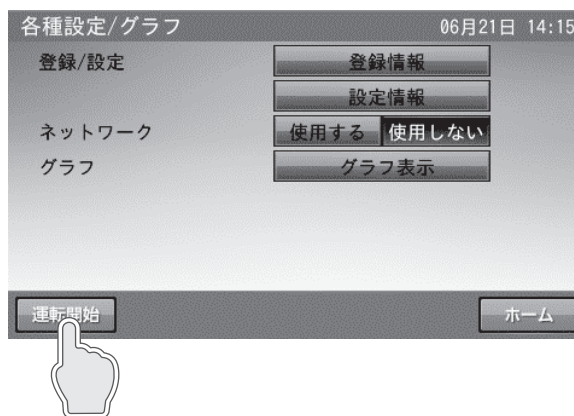 各種設定/グラフ 06月21日 14:15
登録/設定 登録情報
設定情報
ネットワーク 使用する 使用しない
グラフ グラフ表示
運転開始 ホーム